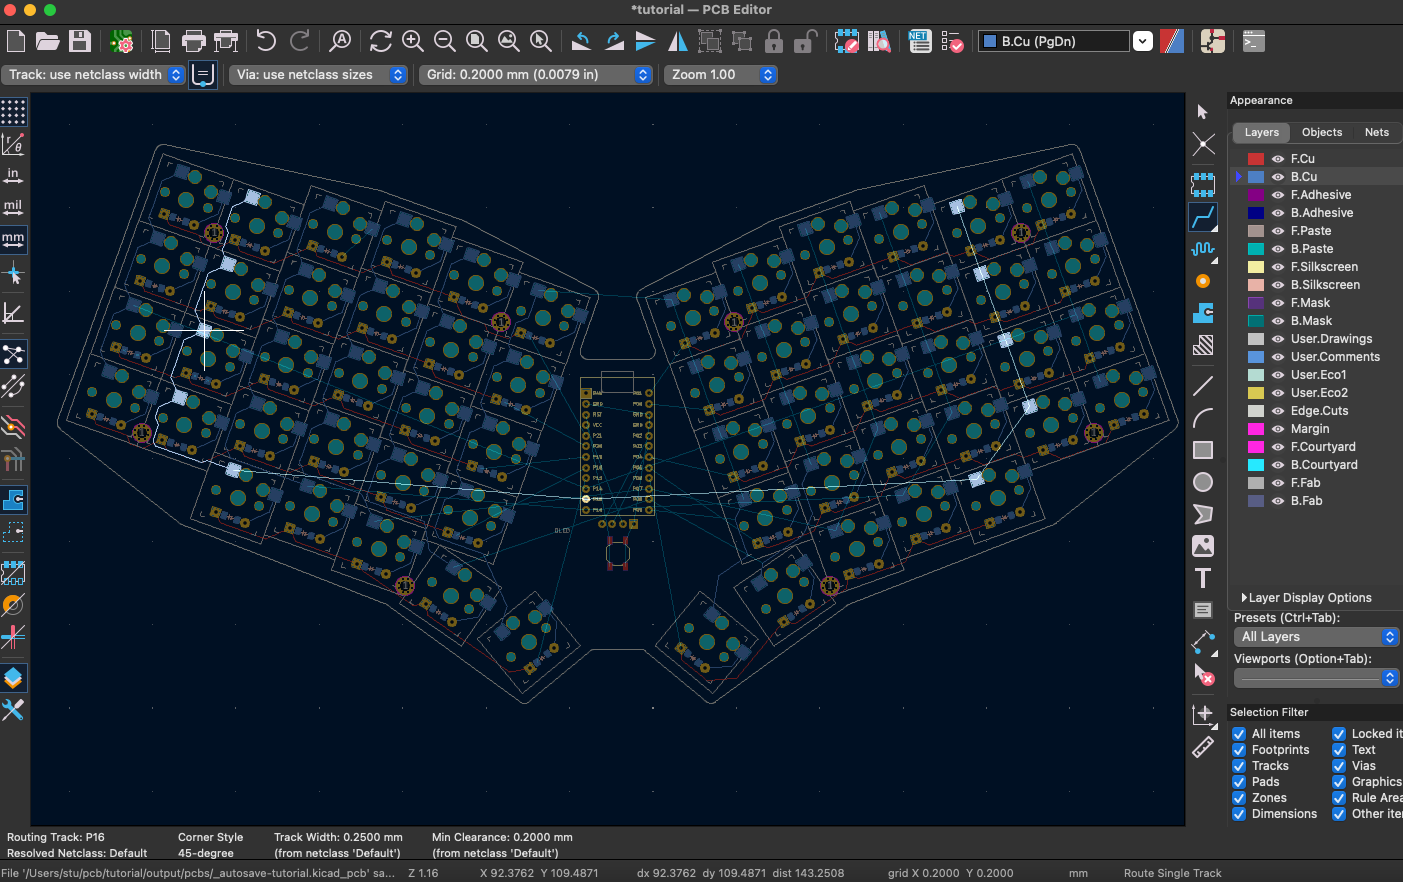 *tutorial — PCB Editor
B.Cu (PgDn)
Track: use netclass width
Via: use netclass sizes
Grid: 0.2000 mm (0.0079 in)
Zoom 1.00
in
mil
mm
Appearance
Layers Objects Nets
F.Cu
B.Cu
F.Adhesive
B.Adhesive
F.Paste
B.Paste
F.Silkscreen
B.Silkscreen
F.Mask
B.Mask
User.Drawings
User.Comments
User.Eco1
User.Eco2
Edge.Cuts
Margin
F.Courtyard
B.Courtyard
F.Fab
B.Fab
Layer Display Options
Presets (Ctrl+Tab):
All Layers
Viewports (Option+Tab):
Selection Filter
All items Locked it
Footprints Text
Tracks Vias
Pads Graphics
Zones Rule Area
Dimensions Other ite
RST
VCC
P21
OLED
Routing Track: P16 Corner Style Track Width: 0.2500 mm Min Clearance: 0.2000 mm
Resolved Netclass: Default 45-degree (from netclass 'Default') (from netclass 'Default')
File '/Users/stu/pcb/tutorial/output/pcbs/_autosave-tutorial.kicad_pcb' sa... Z 1.16 X 92.3762 Y 109.4871 dx 92.3762 dy 109.4871 dist 143.2508 grid X 0.2000 Y 0.2000 mm Route Single Track